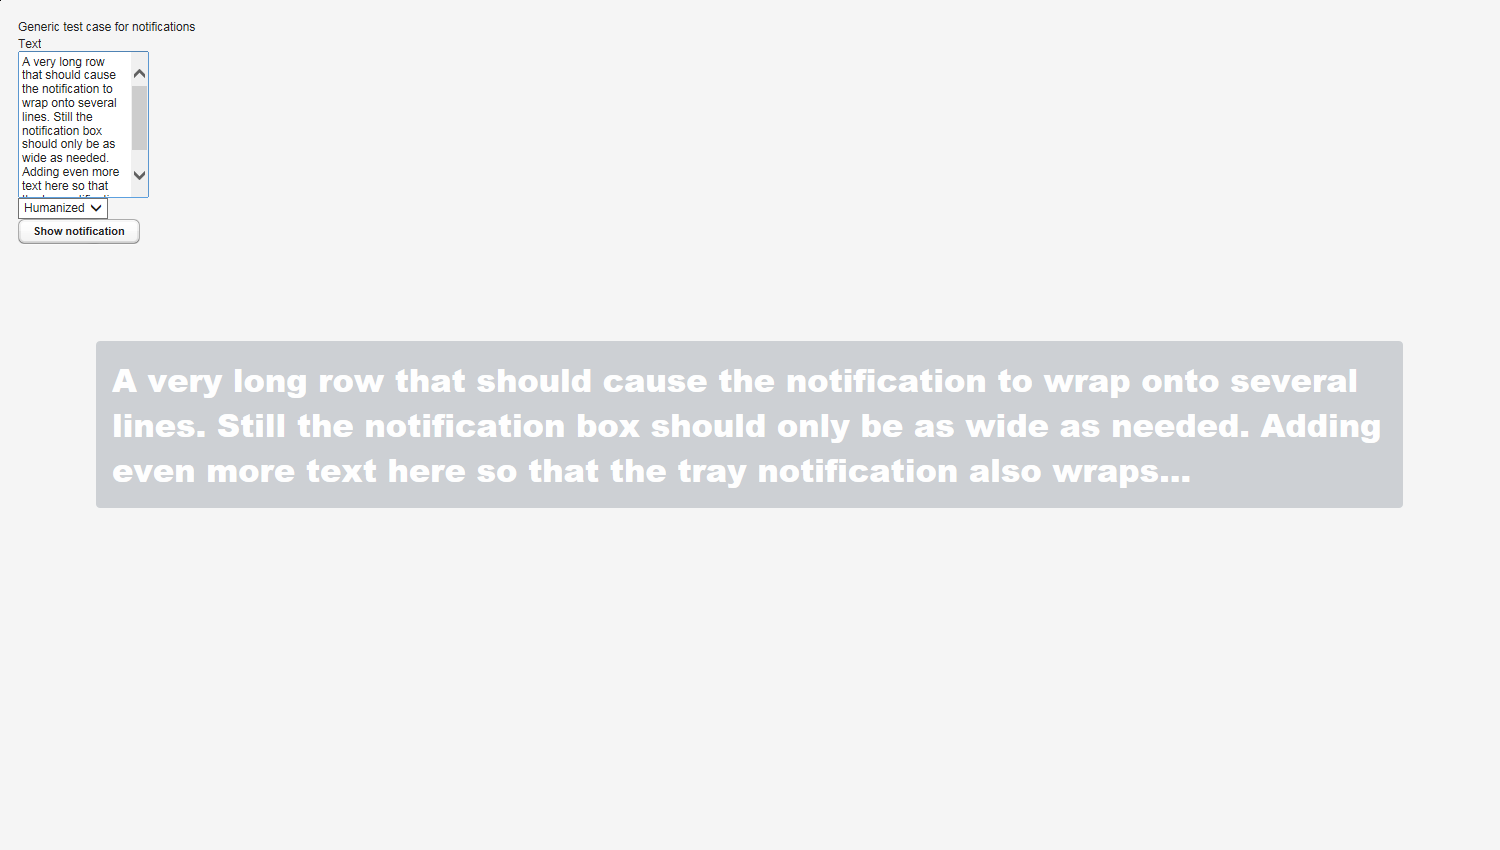 Generic test case for notifications
Text
A very long row
that should cause
the notification to
wrap onto several
lines. Still the
notification box
should only be as
wide as needed.
Adding even more
text here so that
Humanized
Show notification
A very long row that should cause the notification to wrap onto several
lines. Still the notification box should only be as wide as needed. Adding
even more text here so that the tray notification also wraps...